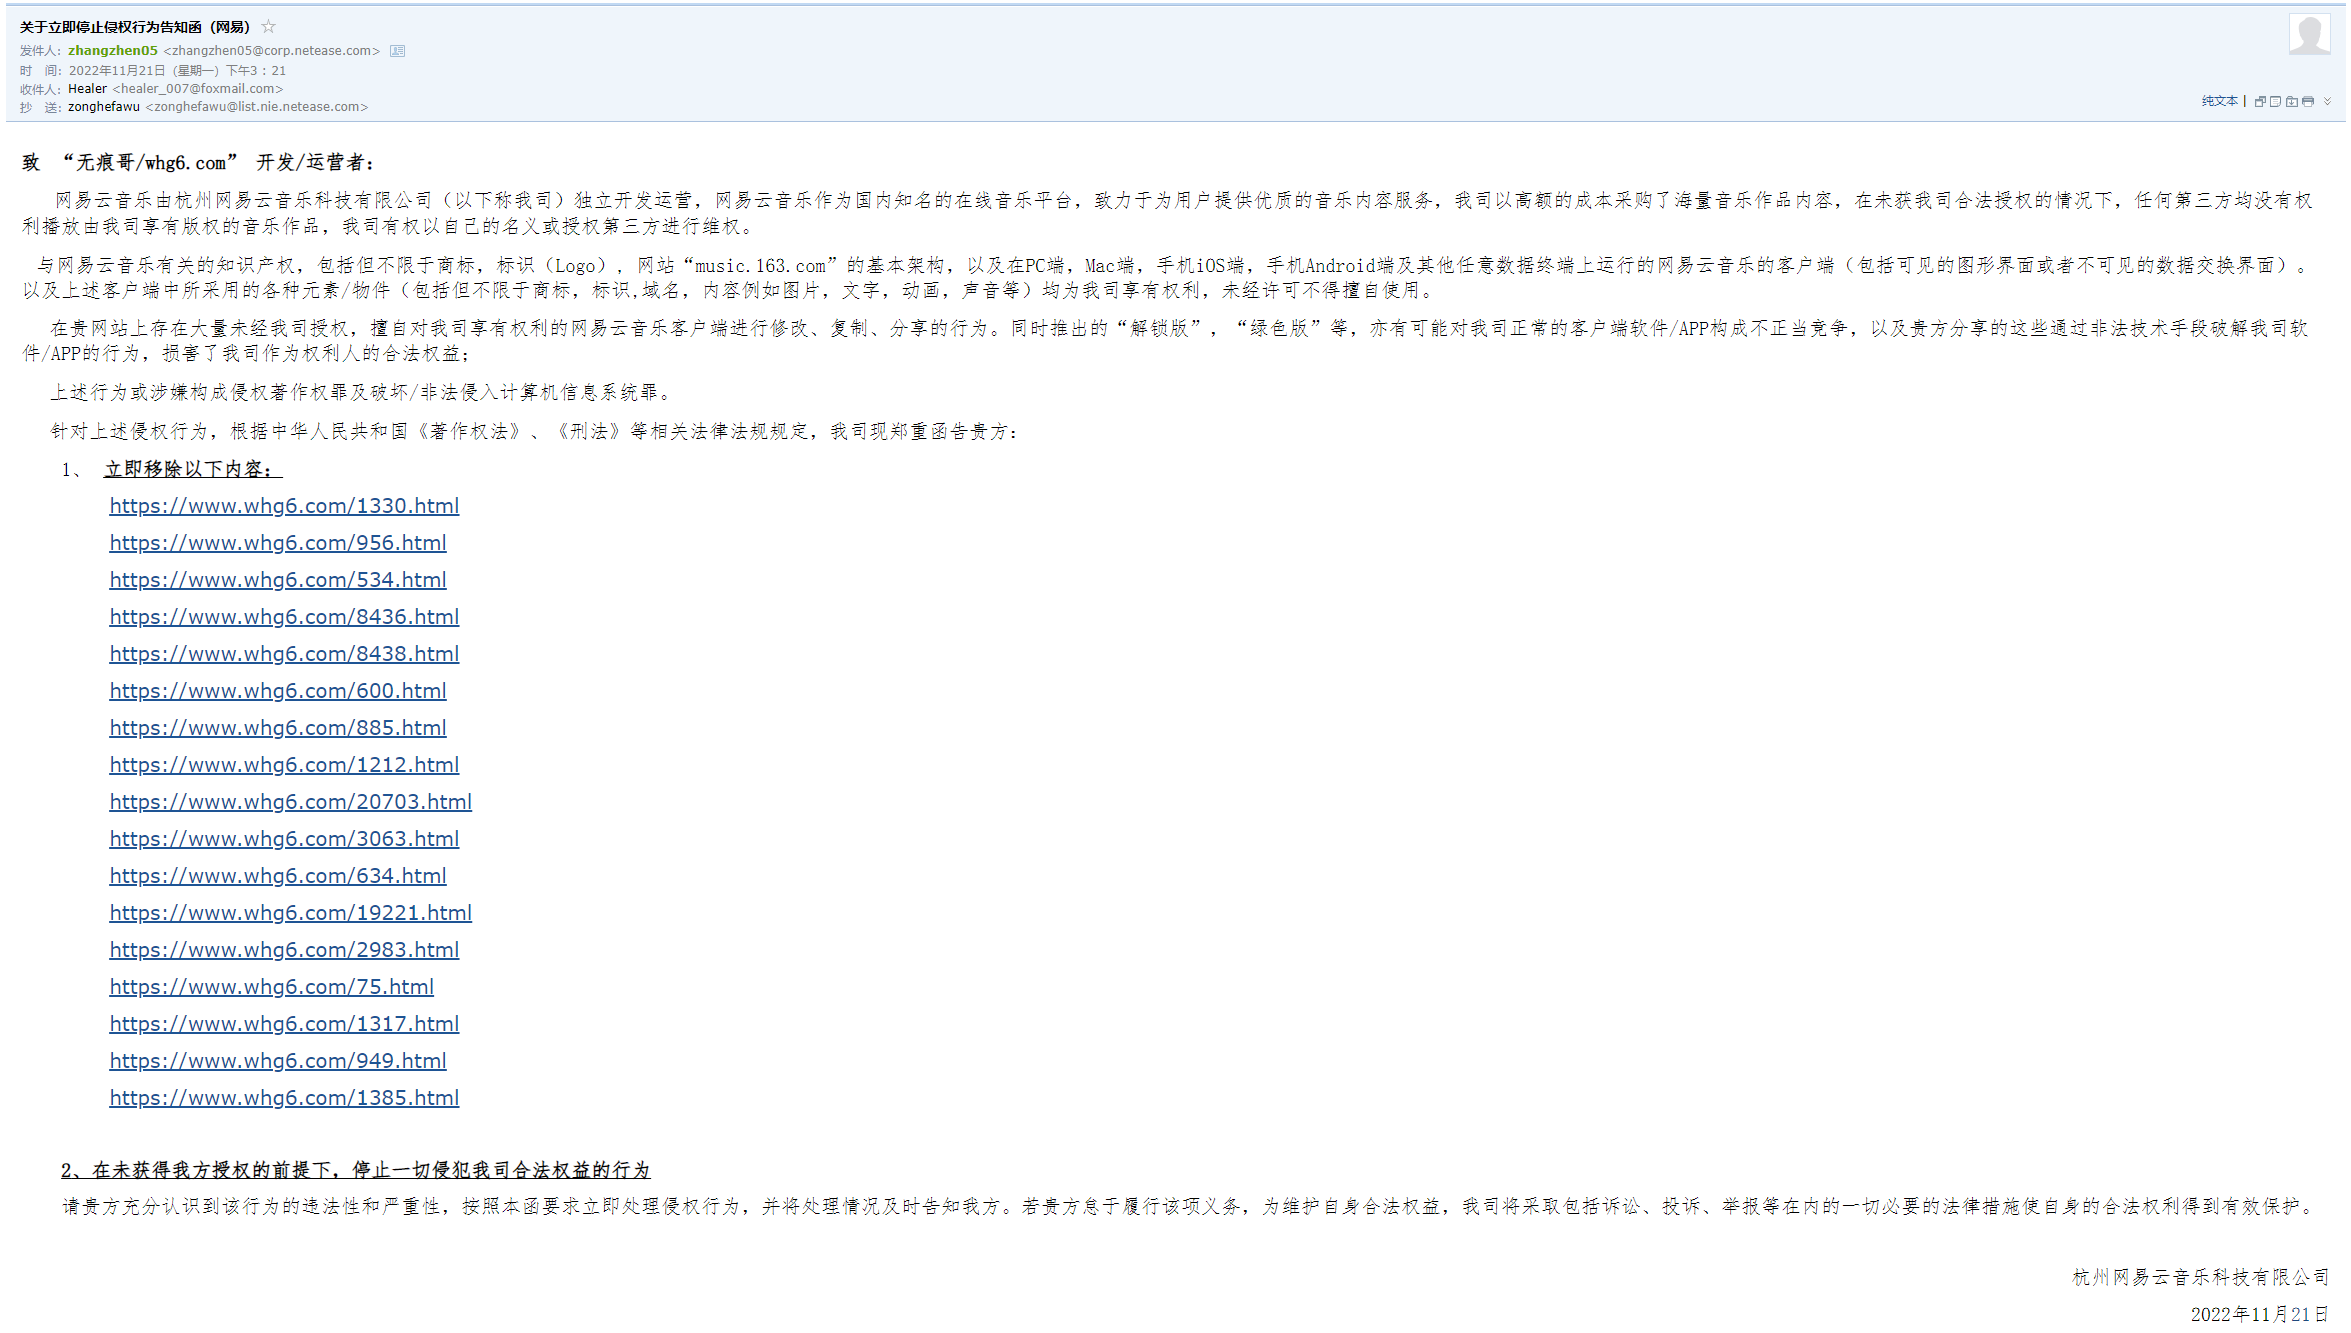 关于立即停止侵权行为告知函（网易）
发件人：zhangzhen05 <zhangzhen05@corp.netease.com>
时 间：2022年11月21日（星期一）下午3：21
收件人：Healer <healer_007@foxmail.com>
抄 送：zonghefawu <zonghefawu@list.nie.netease.com>
纯文本 |
致 “无痕哥/whg6.com” 开发/运营者：
网易云音乐由杭州网易云音乐科技有限公司（以下称我司）独立开发运营，网易云音乐作为国内知名的在线音乐平台，致力于为用户提供优质的音乐内容服务，我司以高额的成本采购了海量音乐作品内容，在未获我司合法授权的情况下，任何第三方均没有权
利播放由我司享有版权的音乐作品，我司有权以自己的名义或授权第三方进行维权。
与网易云音乐有关的知识产权，包括但不限于商标，标识（Logo）, 网站“music.163.com”的基本架构，以及在PC端，Mac端，手机iOS端，手机Android端及其他任意数据终端上运行的网易云音乐的客户端（包括可见的图形界面或者不可见的数据交换界面）。
以及上述客户端中所采用的各种元素/物件（包括但不限于商标，标识,域名，内容例如图片，文字，动画，声音等）均为我司享有权利，未经许可不得擅自使用。
在贵网站上存在大量未经我司授权，擅自对我司享有权利的网易云音乐客户端进行修改、复制、分享的行为。同时推出的“解锁版”，“绿色版”等，亦有可能对我司正常的客户端软件/APP构成不正当竞争，以及贵方分享的这些通过非法技术手段破解我司软
件/APP的行为，损害了我司作为权利人的合法权益；
上述行为或涉嫌构成侵权著作权罪及破坏/非法侵入计算机信息系统罪。
针对上述侵权行为，根据中华人民共和国《著作权法》、《刑法》等相关法律法规规定，我司现郑重函告贵方：
1、 立即移除以下内容：
https://www.whg6.com/1330.html
https://www.whg6.com/956.html
https://www.whg6.com/534.html
https://www.whg6.com/8436.html
https://www.whg6.com/8438.html
https://www.whg6.com/600.html
https://www.whg6.com/885.html
https://www.whg6.com/1212.html
https://www.whg6.com/20703.html
https://www.whg6.com/3063.html
https://www.whg6.com/634.html
https://www.whg6.com/19221.html
https://www.whg6.com/2983.html
https://www.whg6.com/75.html
https://www.whg6.com/1317.html
https://www.whg6.com/949.html
https://www.whg6.com/1385.html
2、在未获得我方授权的前提下，停止一切侵犯我司合法权益的行为
请贵方充分认识到该行为的违法性和严重性，按照本函要求立即处理侵权行为，并将处理情况及时告知我方。若贵方怠于履行该项义务，为维护自身合法权益，我司将采取包括诉讼、投诉、举报等在内的一切必要的法律措施使自身的合法权利得到有效保护。
杭州网易云音乐科技有限公司
2022年11月21日